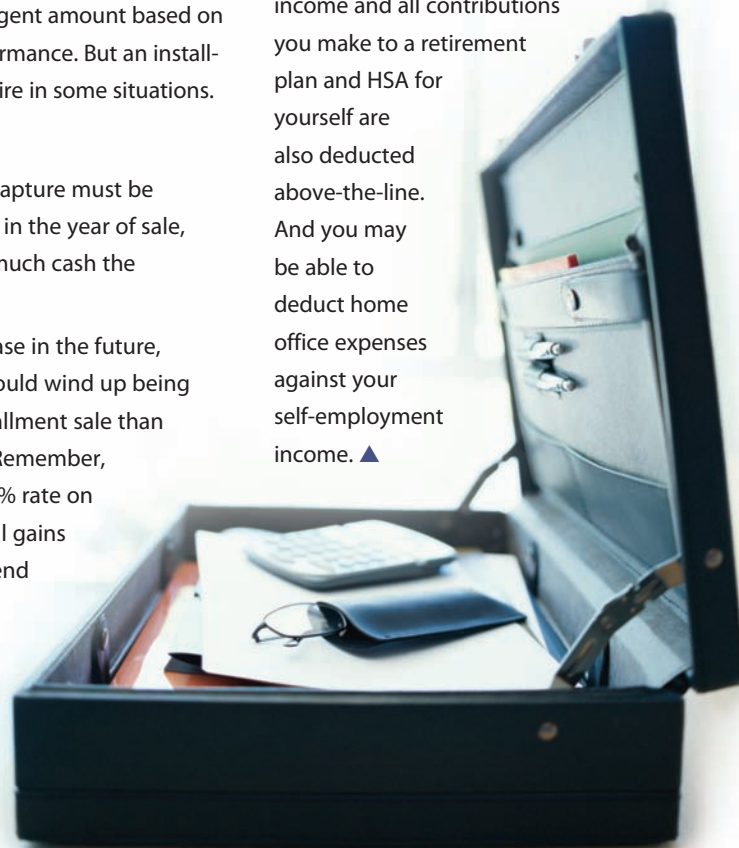 gent amount based on
rmance. But an install-
ire in some situations.
apture must be
in the year of sale,
much cash the
ase in the future,
ould wind up being
allment sale than
Remember,
% rate on
l gains
end
income and all contributions
you make to a retirement
plan and HSA for
yourself are
also deducted
above-the-line.
And you may
be able to
deduct home
office expenses
against your
self-employment
income. ▲